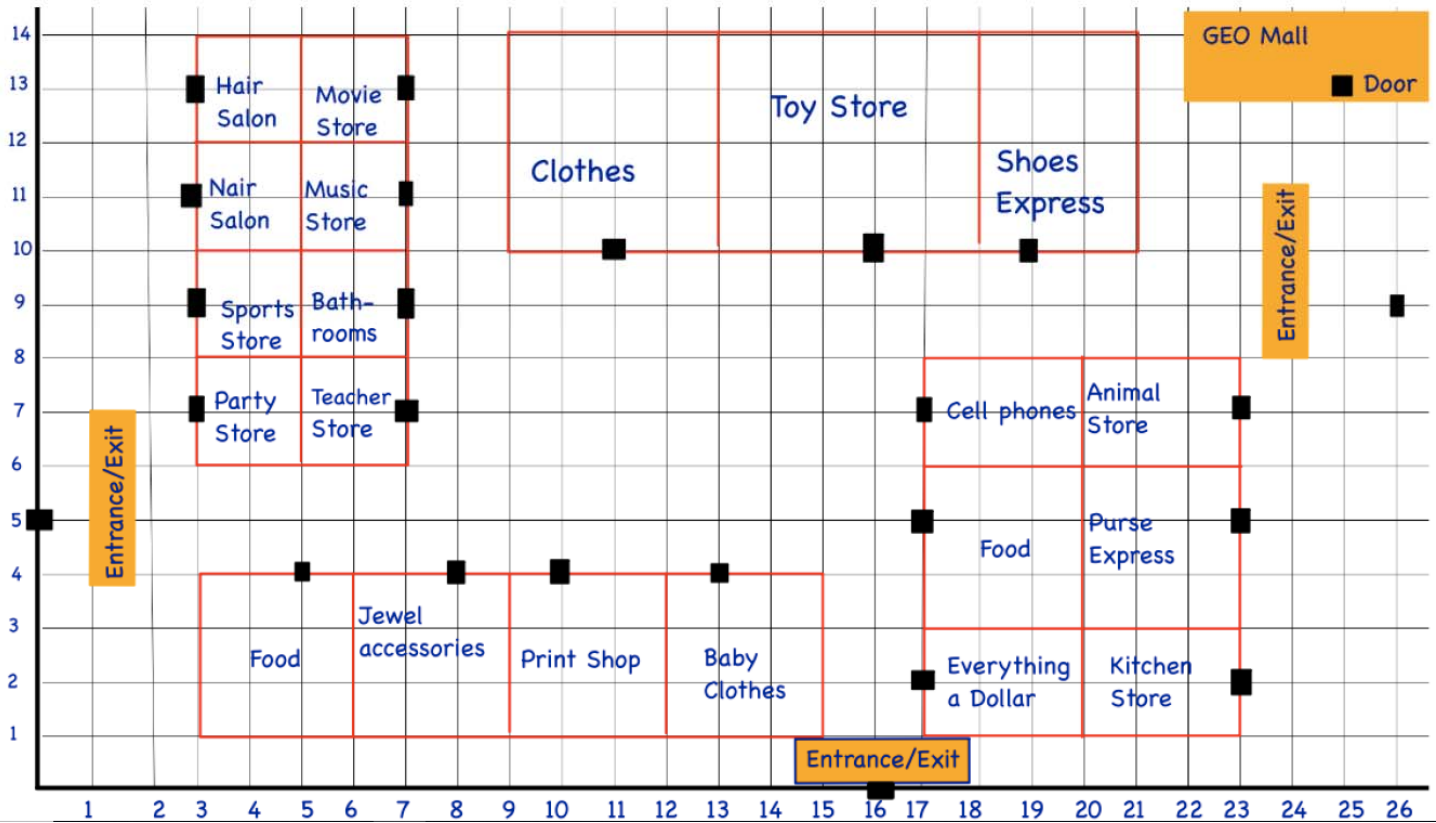 GEO Mall
Door
14
13
12
11
10
9
8
7
6
5
4
3
2
1
Hair
Salon
Movie
Store
Nair
Salon
Music
Store
Sports
Store
Bath-
rooms
Party
Store
Teacher
Store
Clothes
Toy Store
Shoes
Express
Entrance/Exit
Entrance/Exit
Cell phones
Animal
Store
Food
Purse
Express
Everything
a Dollar
Kitchen
Store
Food
Jewel
accessories
Print Shop
Baby
Clothes
Entrance/Exit
1 2 3 4 5 6 7 8 9 10 11 12 13 14 15 16 17 18 19 20 21 22 23 24 25 26